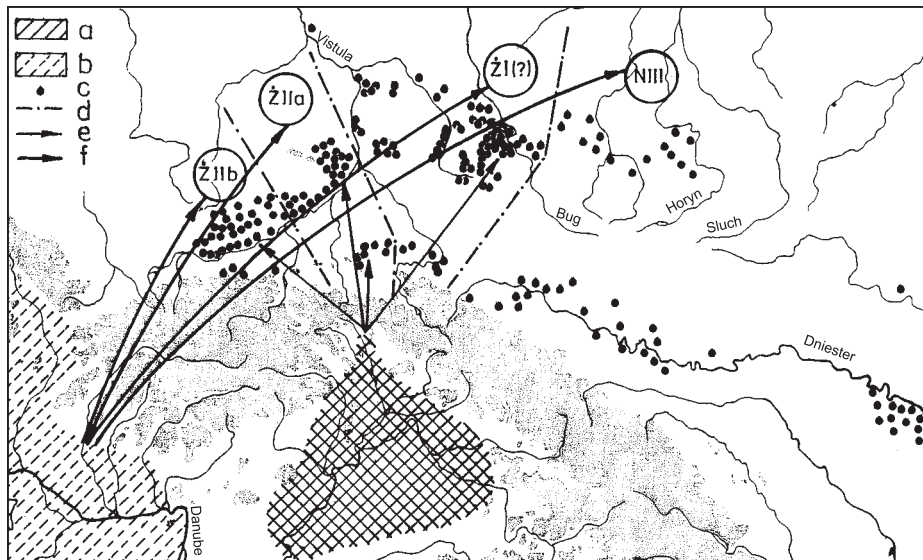 a
b
c
d
e
f
Vistula
ŻIIa
ŻI(?)
NIII
ŻIIb
Bug
Horyn
Sluch
Dniester
Danube